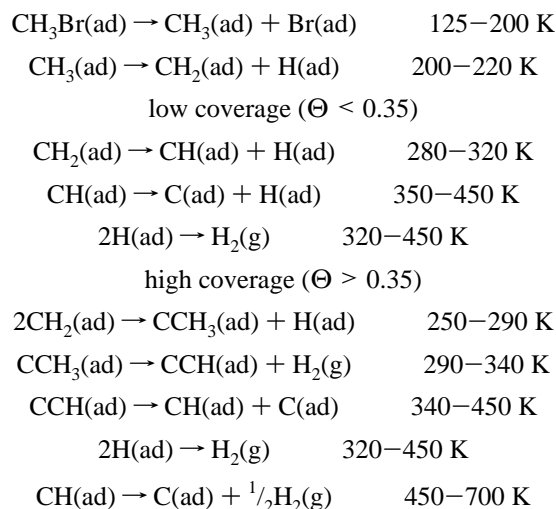 CH₃Br(ad) → CH₃(ad) + Br(ad) 125−200 K
CH₃(ad) → CH₂(ad) + H(ad) 200−220 K
low coverage (Θ < 0.35)
CH₂(ad) → CH(ad) + H(ad) 280−320 K
CH(ad) → C(ad) + H(ad) 350−450 K
2H(ad) → H₂(g) 320−450 K
high coverage (Θ > 0.35)
2CH₂(ad) → CCH₃(ad) + H(ad) 250−290 K
CCH₃(ad) → CCH(ad) + H₂(g) 290−340 K
CCH(ad) → CH(ad) + C(ad) 340−450 K
2H(ad) → H₂(g) 320−450 K
CH(ad) → C(ad) + ¹/₂H₂(g) 450−700 K